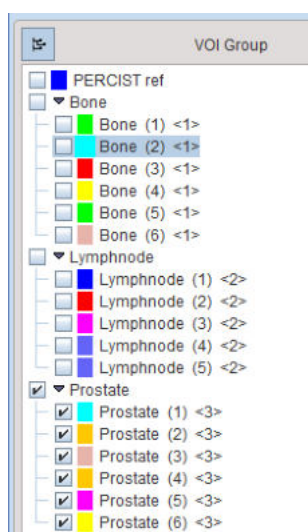 VOI Group
PERCIST ref
Bone
Bone (1) <1>
Bone (2) <1>
Bone (3) <1>
Bone (4) <1>
Bone (5) <1>
Bone (6) <1>
Lymphnode
Lymphnode (1) <2>
Lymphnode (2) <2>
Lymphnode (3) <2>
Lymphnode (4) <2>
Lymphnode (5) <2>
Prostate
Prostate (1) <3>
Prostate (2) <3>
Prostate (3) <3>
Prostate (4) <3>
Prostate (5) <3>
Prostate (6) <3>